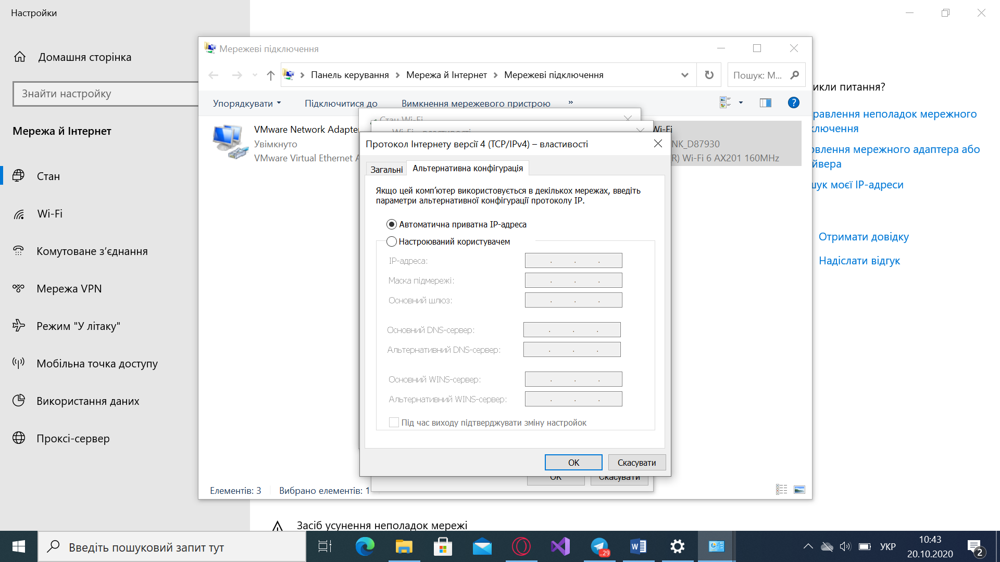 Настройки
Домашня сторінка
Знайти настройку
Мережа й Інтернет
Стан
Wi-Fi
Комутоване з’єднання
Мережа VPN
Режим "У літаку"
Мобільна точка доступу
Використання даних
Проксі-сервер
Мережеві підключення
Панель керування
Мережа й Інтернет
Мережеві підключення
Пошук: М...
Упорядкувати
Підключитися до
Вимкнення мережевого пристрою
»
VMware Network Adapter
Увімкнуто
VMware Virtual Ethernet A
Стан Wi-Fi
Wi-Fi – властивості
Wi-Fi
NK_D87930
R) Wi-Fi 6 AX201 160MHz
Протокол Інтернету версії 4 (TCP/IPv4) – властивості
Загальні
Альтернативна конфігурація
Якщо цей комп’ютер використовується в декількох мережах, введіть
параметри альтернативної конфігурації протоколу IP.
Автоматична приватна IP-адреса
Настроюваний користувачем
IP-адреса:
Маска підмережі:
Основний шлюз:
Основний DNS-сервер:
Альтернативний DNS-сервер:
Основний WINS-сервер:
Альтернативний WINS-сервер:
Під час виходу підтверджувати зміну настройок
ОК
Скасувати
ОК
Скасувати
Елементів: 3
Вибрано елементів: 1
икли питання?
равлення неполадок мережного
ключення
овлення мережного адаптера або
йвера
шук моєї IP-адреси
Отримати довідку
Надіслати відгук
Засіб усунення неполадок мережі
Введіть пошуковий запит тут
..29
УКР
10:43
20.10.2020
2